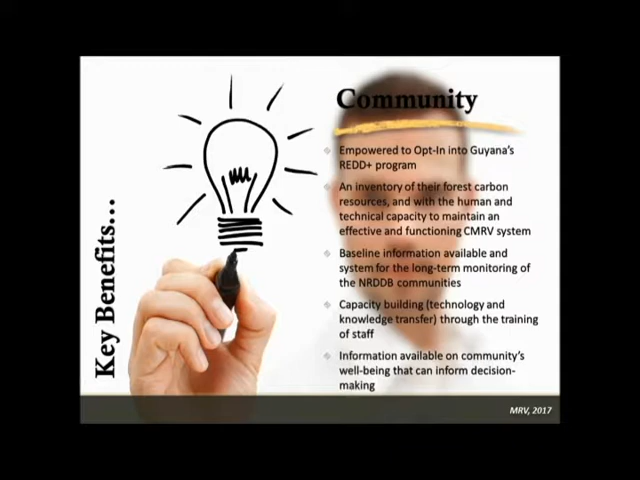 Key Benefits...
Community
Empowered to Opt-In into Guyana's
REDD+ program
An inventory of their forest carbon
resources, and with the human and
technical capacity to maintain an
effective and functioning CMRV system
Baseline information available and
system for the long-term monitoring of
the NRDDB communities
Capacity building (technology and
knowledge transfer) through the training
of staff
Information available on community's
well-being that can inform decision-
making
MRV, 2017